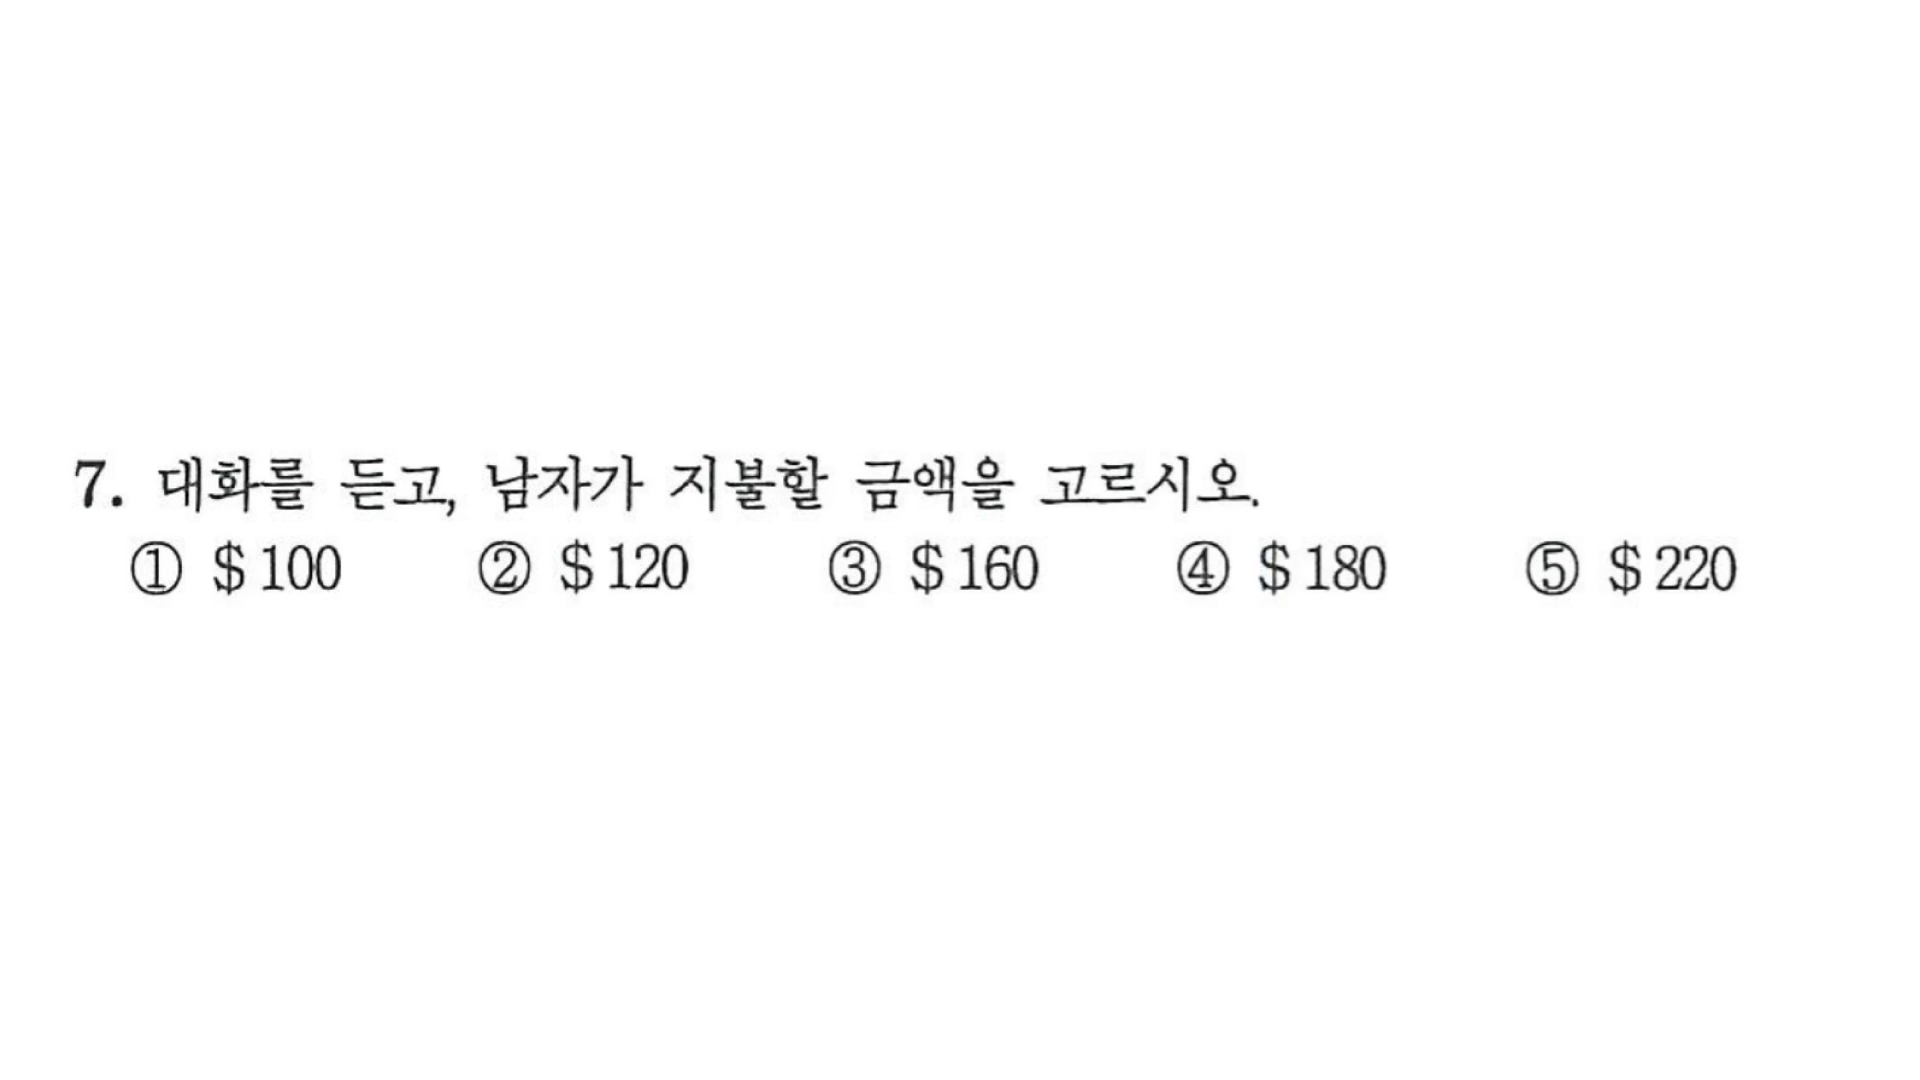 7. 대화를 듣고, 남자가 지불할 금액을 고르시오.
① $100 ② $120 ③ $160 ④ $180 ⑤ $220